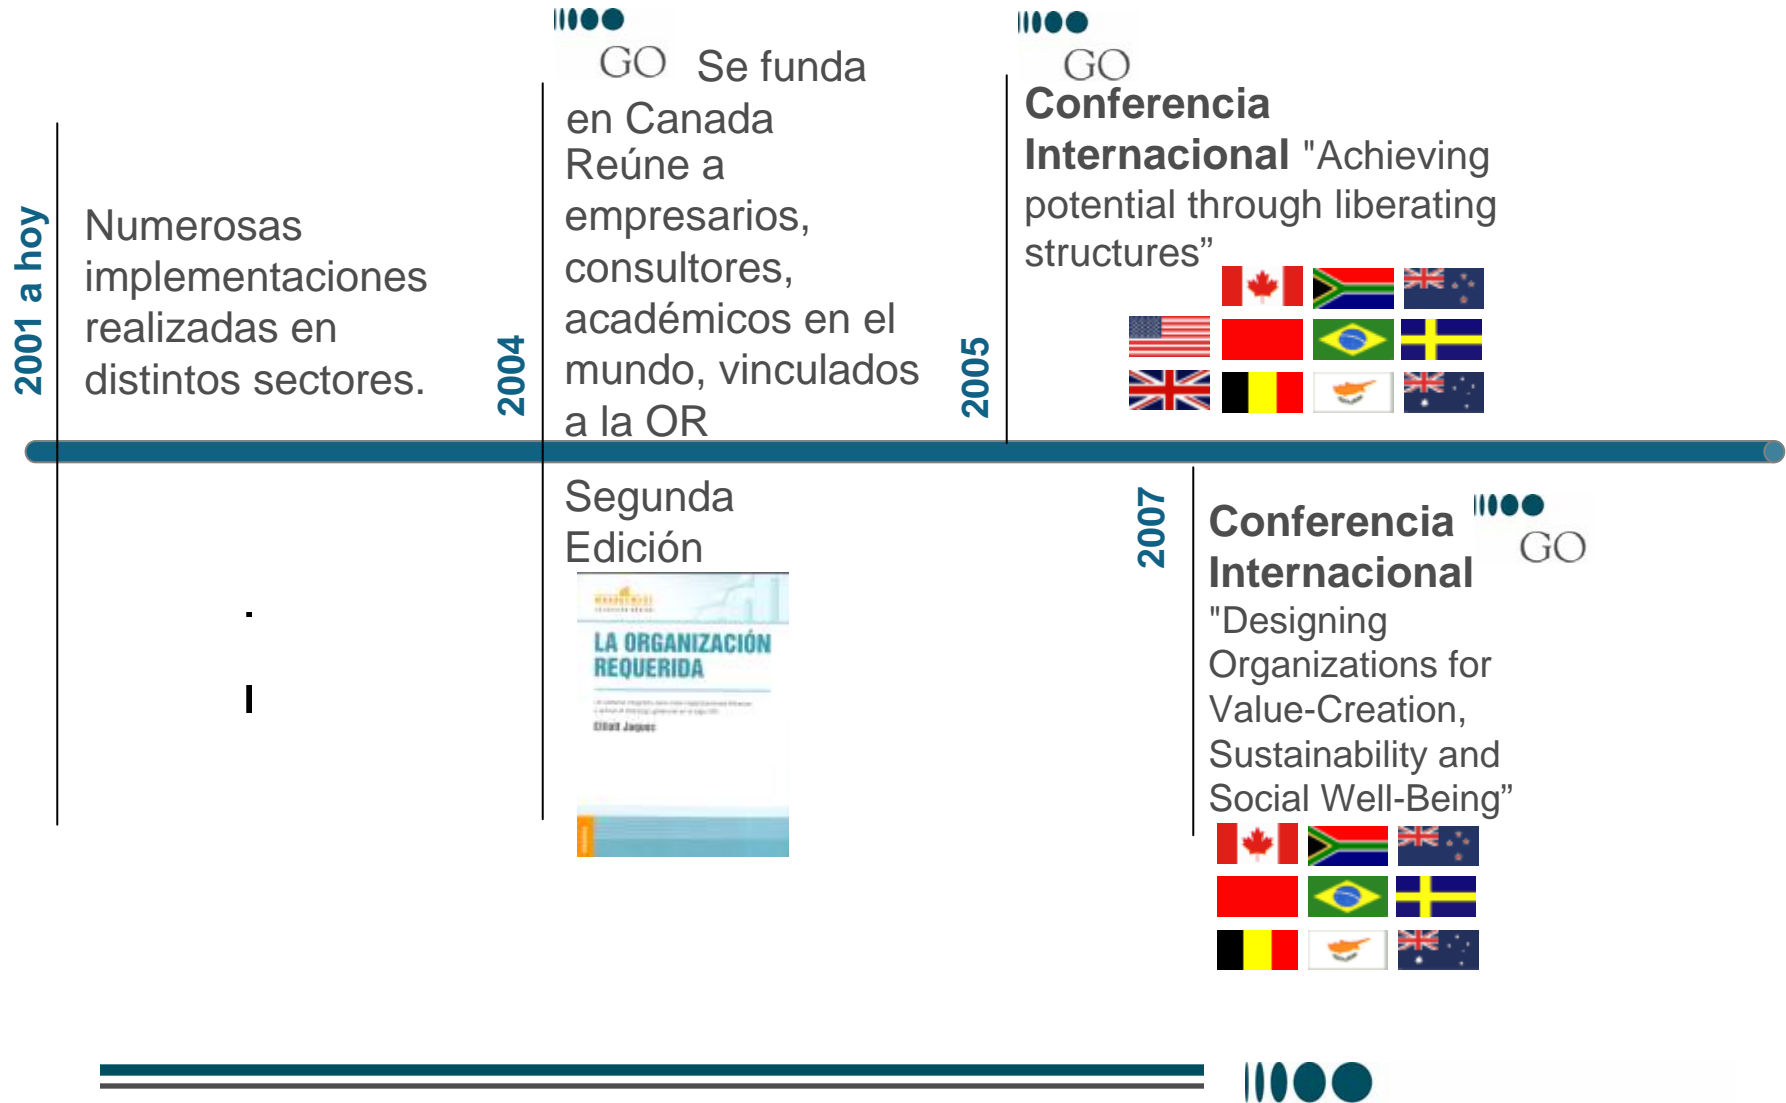 2001 a hoy
Numerosas
implementaciones
realizadas en
distintos sectores.
2004
GO Se funda
en Canada
Reúne a
empresarios,
consultores,
académicos en el
mundo, vinculados
a la OR
Segunda
Edición
LA ORGANIZACIÓN
REQUERIDA
Elliott Jaques
2005
GO
Conferencia
Internacional "Achieving
potential through liberating
structures”
2007
GO
Conferencia
Internacional
"Designing
Organizations for
Value-Creation,
Sustainability and
Social Well-Being”